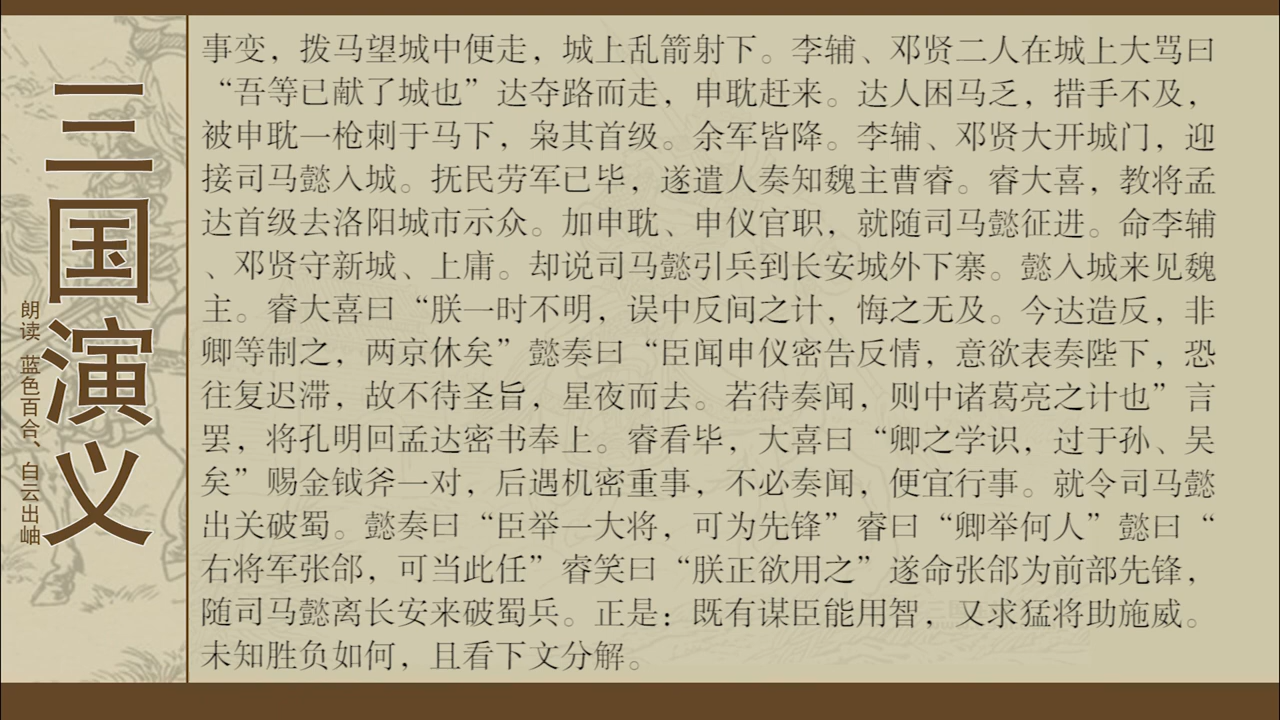 三国演义
朗读 蓝色百合、白云出岫
事变，拨马望城中便走，城上乱箭射下。李辅、邓贤二人在城上大骂曰
“吾等已献了城也”达夺路而走，申耽赶来。达人困马乏，措手不及，
被申耽一枪刺于马下，枭其首级。余军皆降。李辅、邓贤大开城门，迎
接司马懿入城。抚民劳军已毕，遂遣人奏知魏主曹睿。睿大喜，教将孟
达首级去洛阳城市示众。加申耽、申仪官职，就随司马懿征进。命李辅
、邓贤守新城、上庸。却说司马懿引兵到长安城外下寨。懿入城来见魏
主。睿大喜曰“朕一时不明，误中反间之计，悔之无及。今达造反，非
卿等制之，两京休矣”懿奏曰“臣闻申仪密告反情，意欲表奏陛下，恐
往复迟滞，故不待圣旨，星夜而去。若待奏闻，则中诸葛亮之计也”言
罢，将孔明回孟达密书奉上。睿看毕，大喜曰“卿之学识，过于孙、吴
矣”赐金钺斧一对，后遇机密重事，不必奏闻，便宜行事。就令司马懿
出关破蜀。懿奏曰“臣举一大将，可为先锋”睿曰“卿举何人”懿曰“
右将军张郃，可当此任”睿笑曰“朕正欲用之”遂命张郃为前部先锋，
随司马懿离长安来破蜀兵。正是：既有谋臣能用智，又求猛将助施威。
未知胜负如何，且看下文分解。